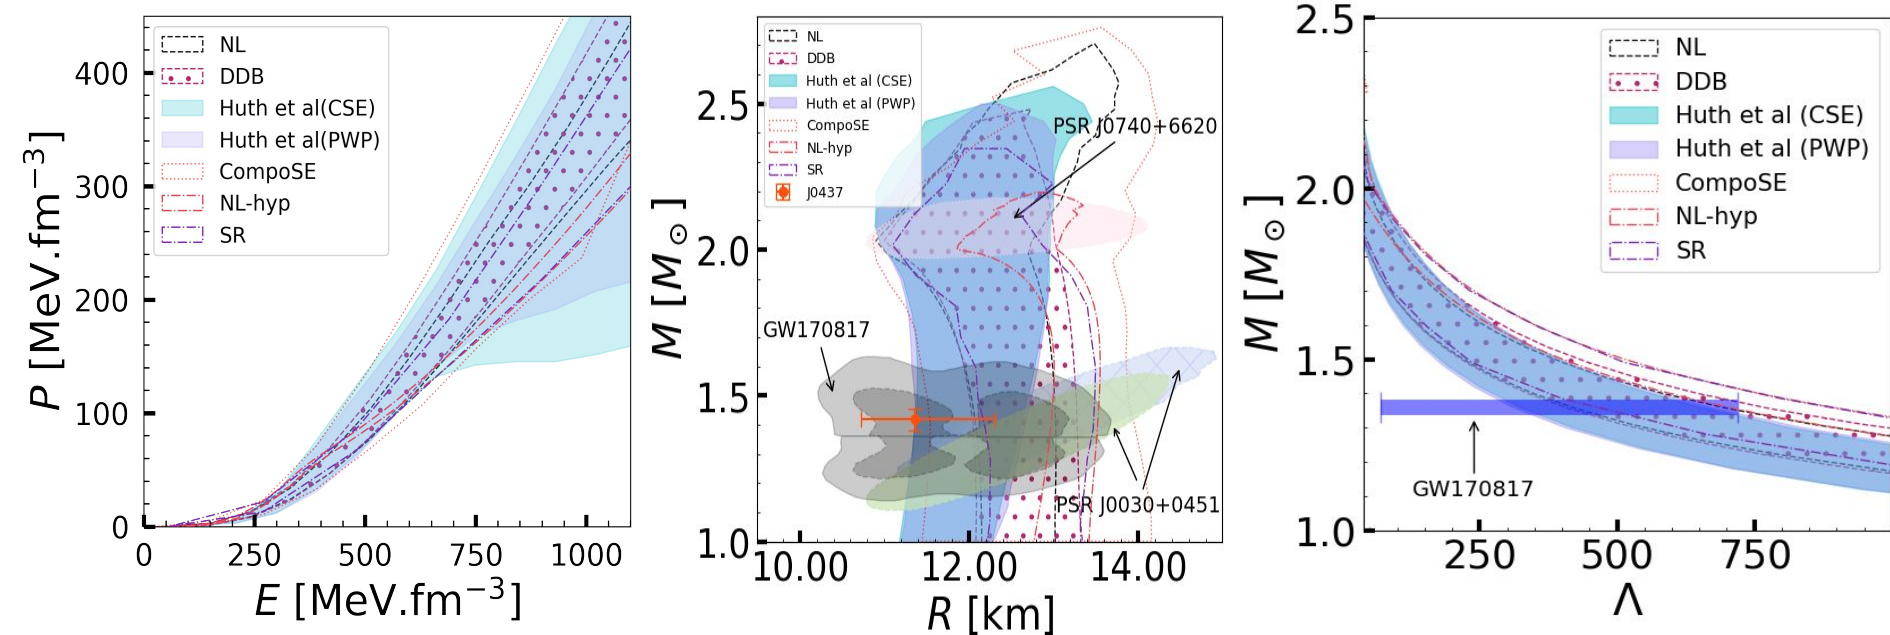 P [MeV.fm⁻³]
400
300
200
100
0
NL
DDB
Huth et al(CSE)
Huth et al(PWP)
CompoSE
NL-hyp
SR
0 250 500 750 1000
E [MeV.fm⁻³]
M [M⊙]
2.5
2.0
1.5
1.0
NL
DDB
Huth et al (CSE)
Huth et al (PWP)
CompoSE
NL-hyp
SR
J0437
PSR J0740+6620
GW170817
PSR J0030+0451
10.00 12.00 14.00
R [km]
M [M⊙]
2.5
2.0
1.5
1.0
NL
DDB
Huth et al (CSE)
Huth et al (PWP)
CompoSE
NL-hyp
SR
GW170817
250 500 750
Λ